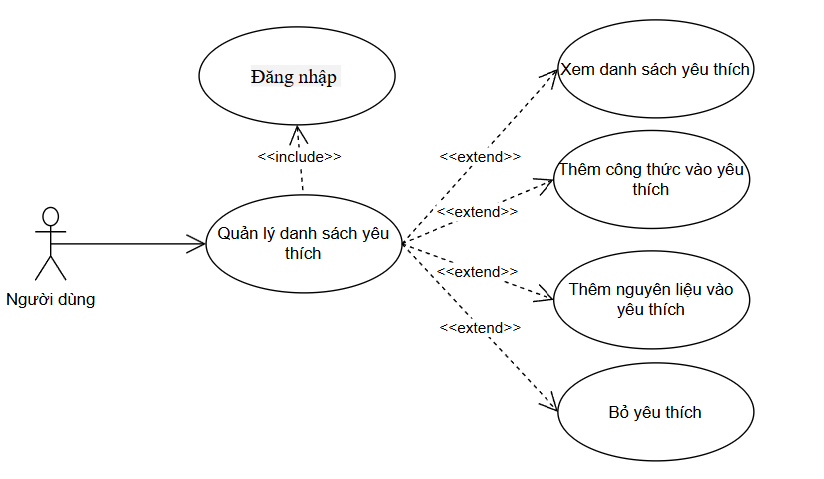 Đăng nhập
<<include>>
Người dùng
Quản lý danh sách yêu
thích
<<extend>>
<<extend>>
<<extend>>
<<extend>>
Xem danh sách yêu thích
Thêm công thức vào yêu
thích
Thêm nguyên liệu vào
yêu thích
Bỏ yêu thích